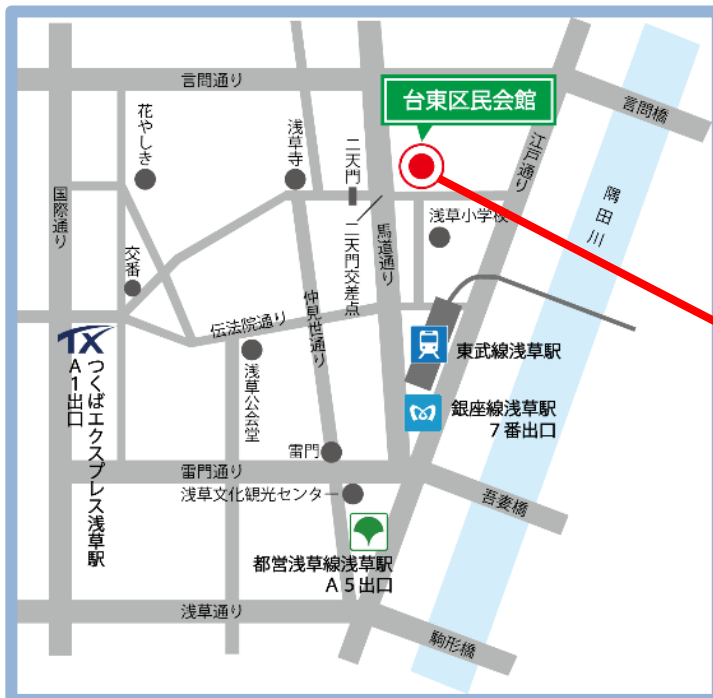 言問通り
台東区民会館
言問橋
花やしき
浅草寺
二天門
江戸通り
隅田川
国際通り
浅草小学校
馬道通り
二天門交差点
交番
仲見世通り
伝法院通り
TX
つくばエクスプレス浅草駅
A1出口
浅草公会堂
東武線浅草駅
銀座線浅草駅
7番出口
雷門
雷門通り
浅草文化観光センター
吾妻橋
都営浅草線浅草駅
A5出口
浅草通り
駒形橋